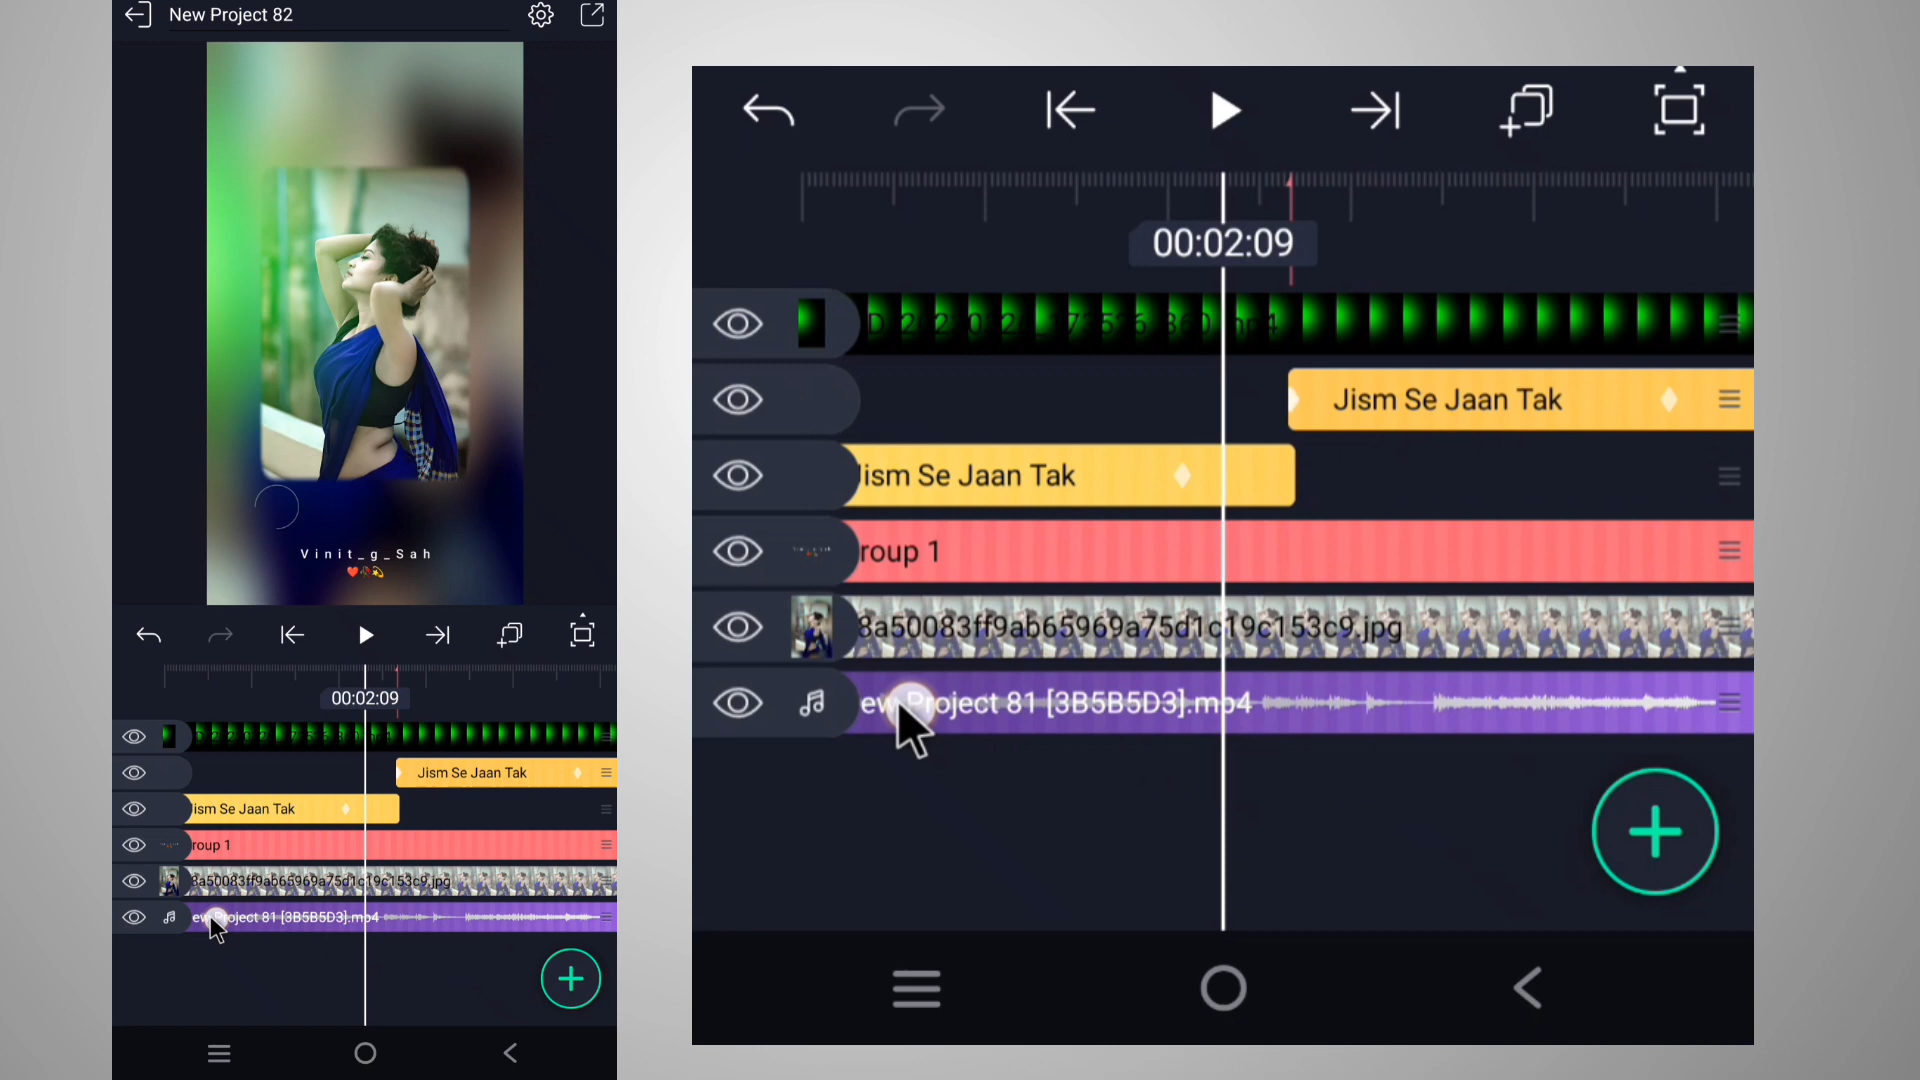 New Project 82
Vinit_g_Sah
❤️🥀💫
00:02:09
Jism Se Jaan Tak
ism Se Jaan Tak
roup 1
8a50083ff9ab65969a75d1c19c153c9.jpg
ew Project 81 [3B5B5D3].mp4
00:02:09
Jism Se Jaan Tak
ism Se Jaan Tak
roup 1
8a50083ff9ab65969a75d1c19c153c9.jpg
ew Project 81 [3B5B5D3].mp4